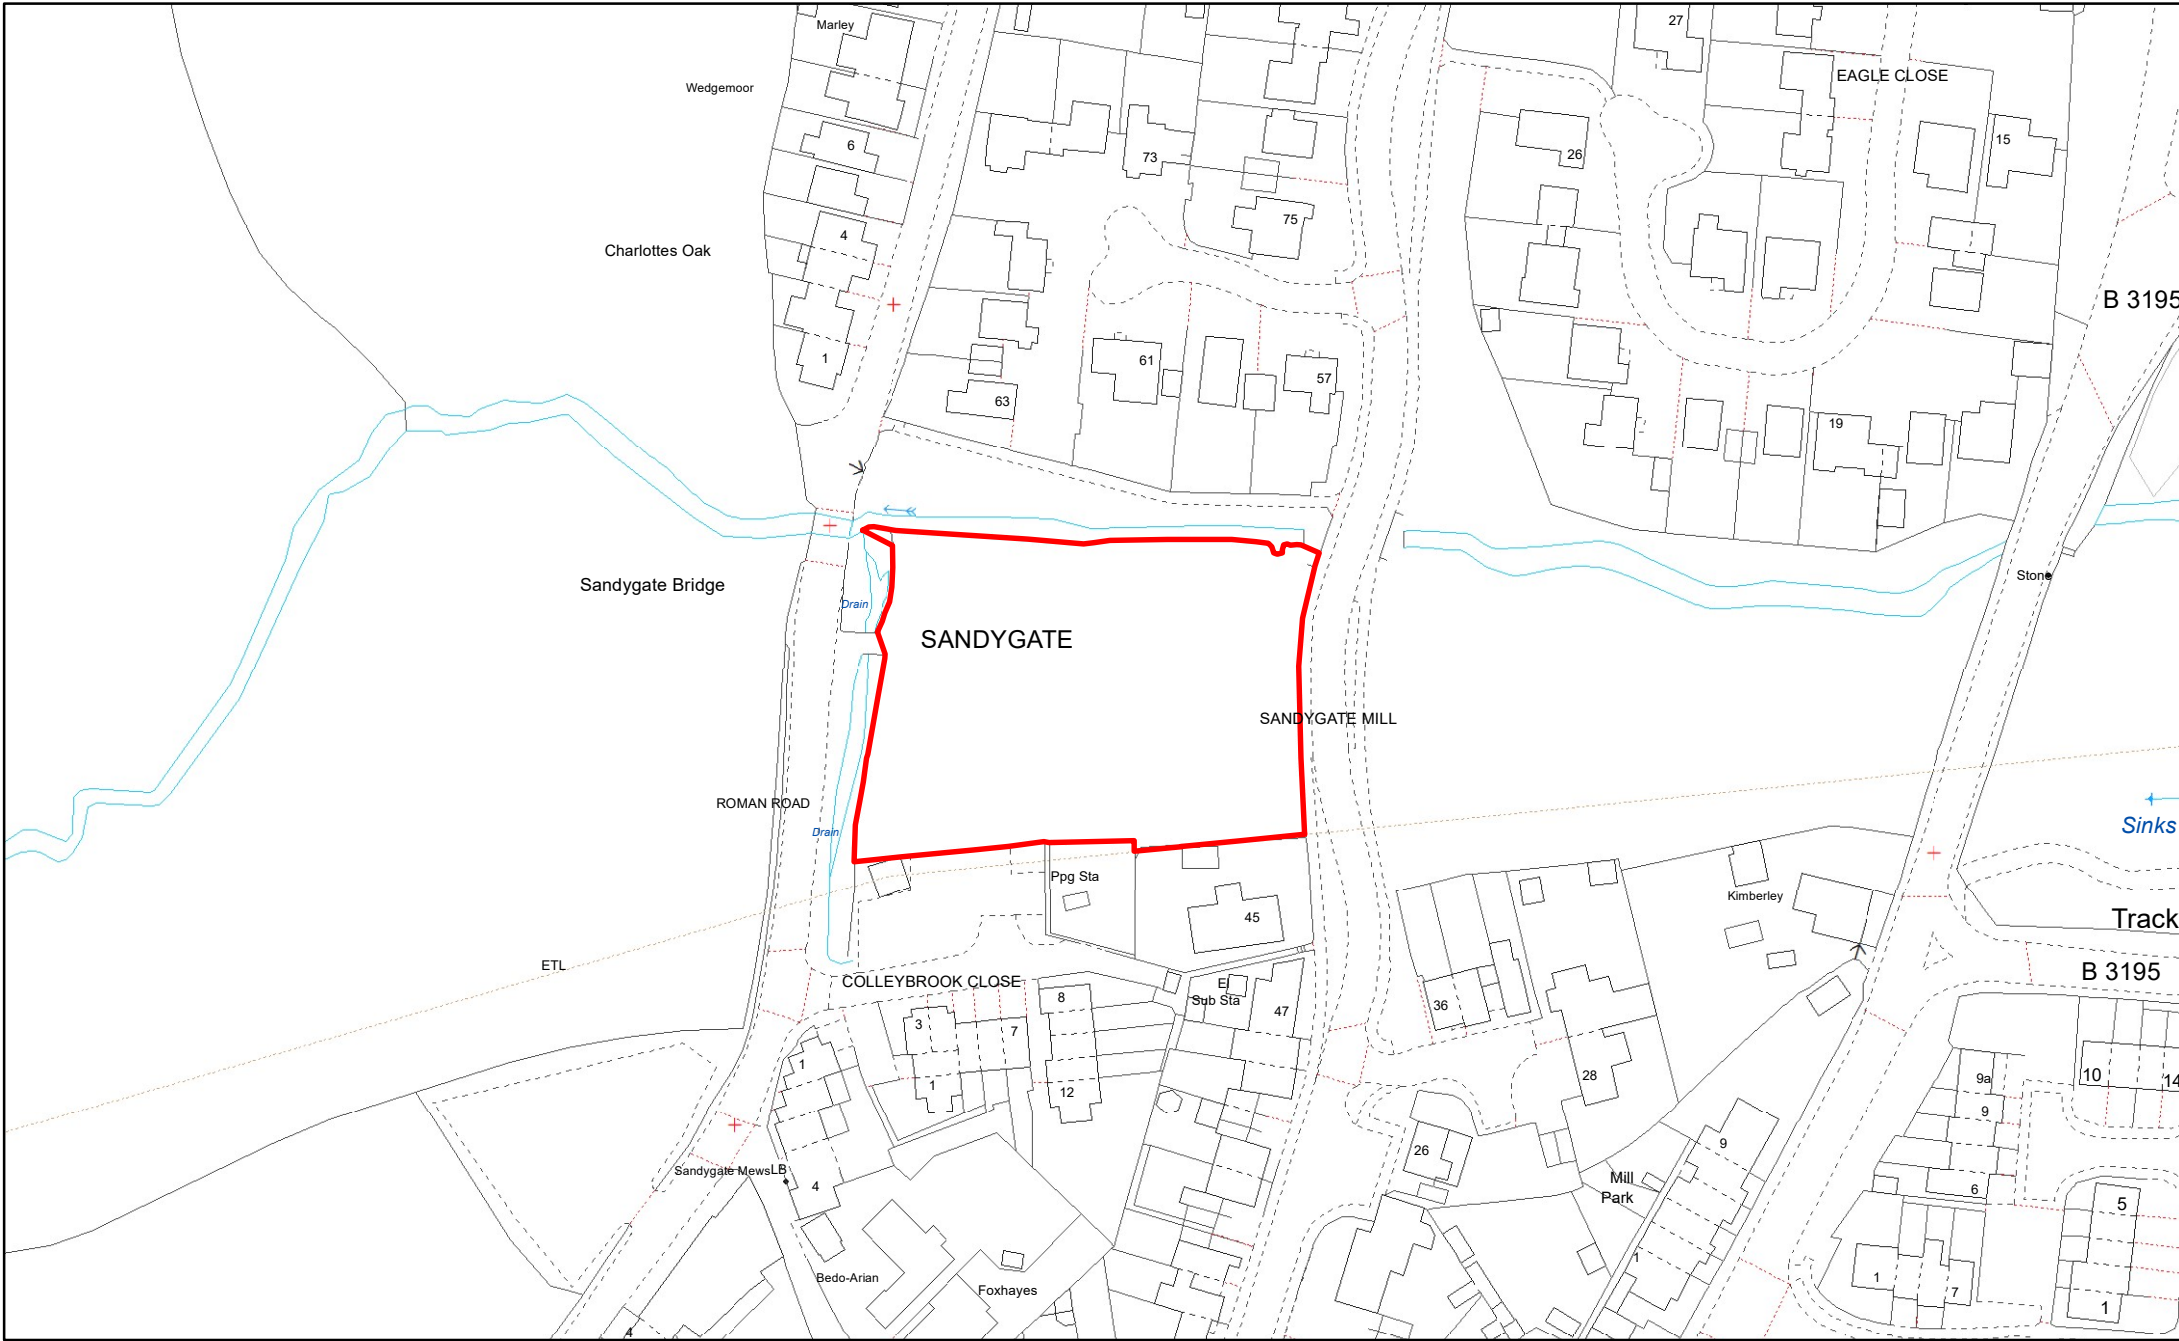 Marley
27
EAGLE CLOSE
Wedgemoor
6
73
26
15
75
4
Charlottes Oak
B 3195
1
61
57
63
19
Sandygate Bridge
Drain
Stone
SANDYGATE
SANDYGATE MILL
ROMAN ROAD
Drain
Sinks
Ppg Sta
Kimberley
45
Track
ETL
COLLEYBROOK CLOSE
B 3195
El
Sub Sta
8
36
47
3
7
1
1
12
28
10
14
9a
9
26
9
Sandygate Mews
LB
4
Mill
Park
6
5
1
Bedo-Arian
Foxhayes
1
7
1
4